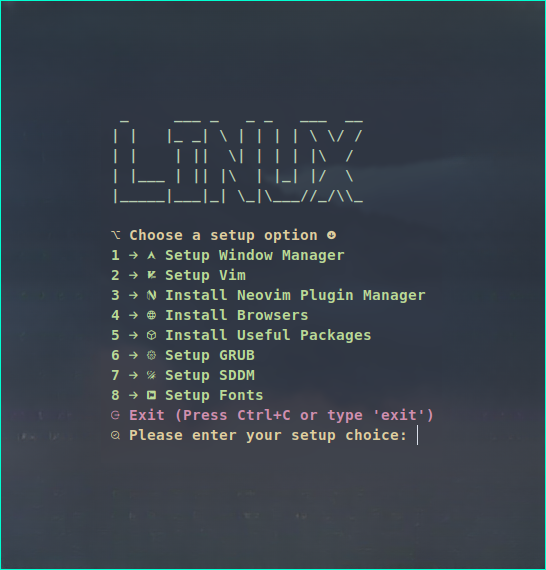 LINUX
Choose a setup option
1 → Setup Window Manager
2 → Setup Vim
3 → Install Neovim Plugin Manager
4 → Install Browsers
5 → Install Useful Packages
6 → Setup GRUB
7 → Setup SDDM
8 → Setup Fonts
Exit (Press Ctrl+C or type 'exit')
Please enter your setup choice: